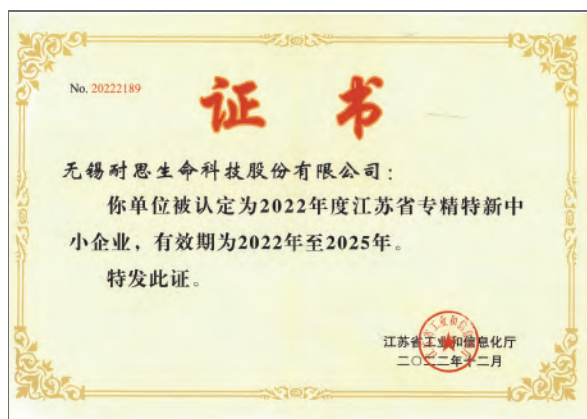 No. 20222189
证 书
无锡耐思生命科技股份有限公司：
你单位被认定为2022年度江苏省专精特新中
小企业，有效期为2022年至2025年。
特发此证。
江苏省工业和信息化厅
二〇二二年十二月